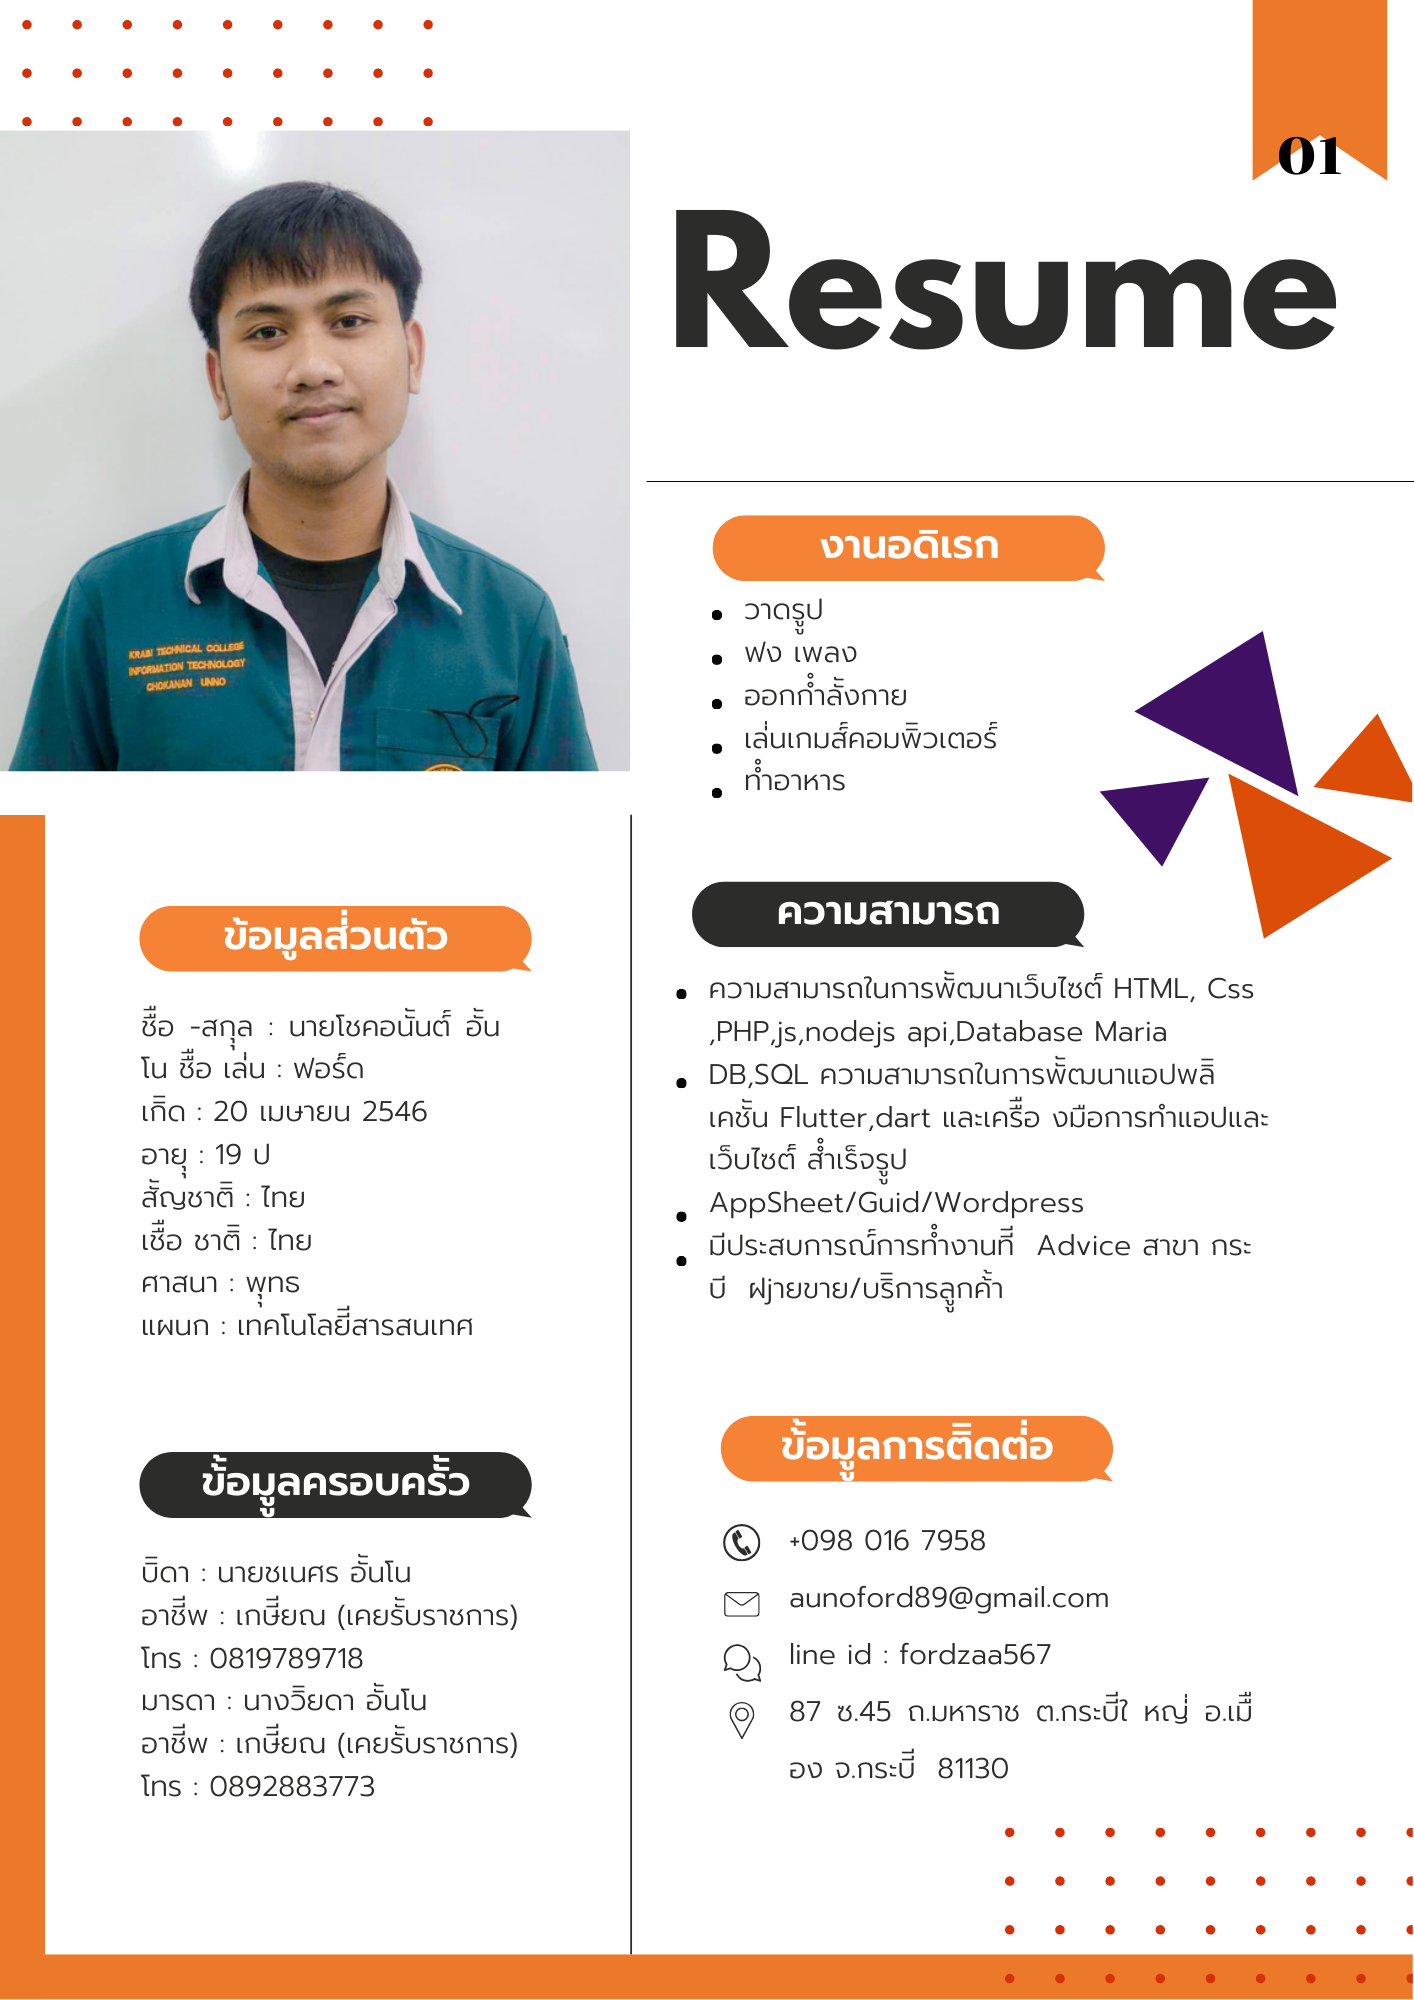 01
Resume
KRABI TECHNICAL COLLEGE
INFORMATION TECHNOLOGY
CHOKANAN UNNO
งานอดิเรก
วาดรูป
ฟง เพลง
ออกกำลังกาย
เล่นเกมส์คอมพิวเตอร์
ทำอาหาร
ข้อมูลส่วนตัว
ชื่อ -สกุล : นายโชคอนันต์ อัน
โน ชื่อ เล่น : ฟอร์ด
เกิด : 20 เมษายน 2546
อายุ : 19 ป
สัญชาติ : ไทย
เชื่อ ชาติ : ไทย
ศาสนา : พุทธ
แผนก : เทคโนโลยีสารสนเทศ
ข้อมูลครอบครัว
บิดา : นายชเนศร อันโน
อาชีพ : เกษียณ (เคยรับราชการ)
โทร : 0819789718
มารดา : นางวิยดา อันโน
อาชีพ : เกษียณ (เคยรับราชการ)
โทร : 0892883773
ความสามารถ
ความสามารถในการพัฒนาเว็บไซต์ HTML, Css
,PHP,js,nodejs api,Database Maria
DB,SQL ความสามารถในการพัฒนาแอปพลิ
เคชัน Flutter,dart และเครื่อ งมือการทำแอปและ
เว็บไซต์ สำเร็จรูป
AppSheet/Guid/Wordpress
มีประสบการณ์การทำงานที่ Advice สาขา กระ
บี่ ฝjายขาย/บริการลูกค้า
ข้อมูลการติดต่อ
+098 016 7958
aunoford89@gmail.com
line id : fordzaa567
87 ซ.45 ถ.มหาราช ต.กระบี่ใ หญ่ อ.เมื
อง จ.กระบี่ 81130